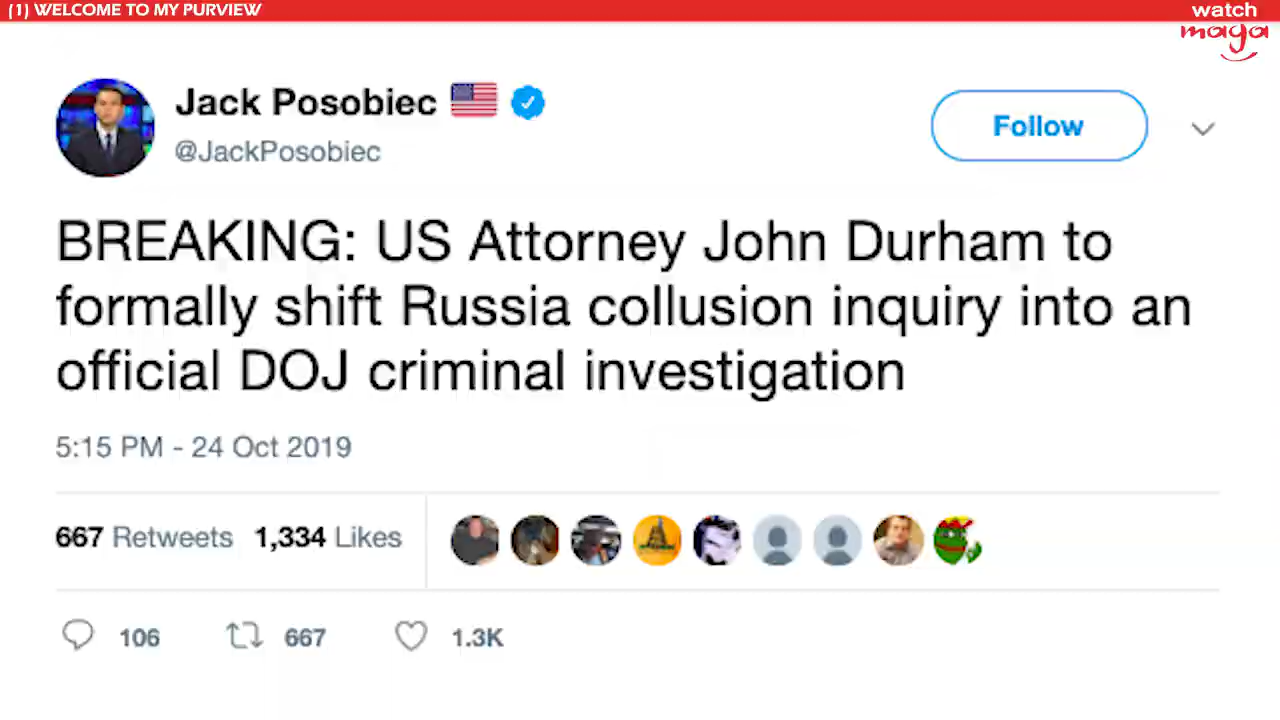 (1) WELCOME TO MY PURVIEW
watch
maga
Jack Posobiec
@JackPosobiec
Follow
BREAKING: US Attorney John Durham to
formally shift Russia collusion inquiry into an
official DOJ criminal investigation
5:15 PM - 24 Oct 2019
667 Retweets 1,334 Likes
106 667 1.3K